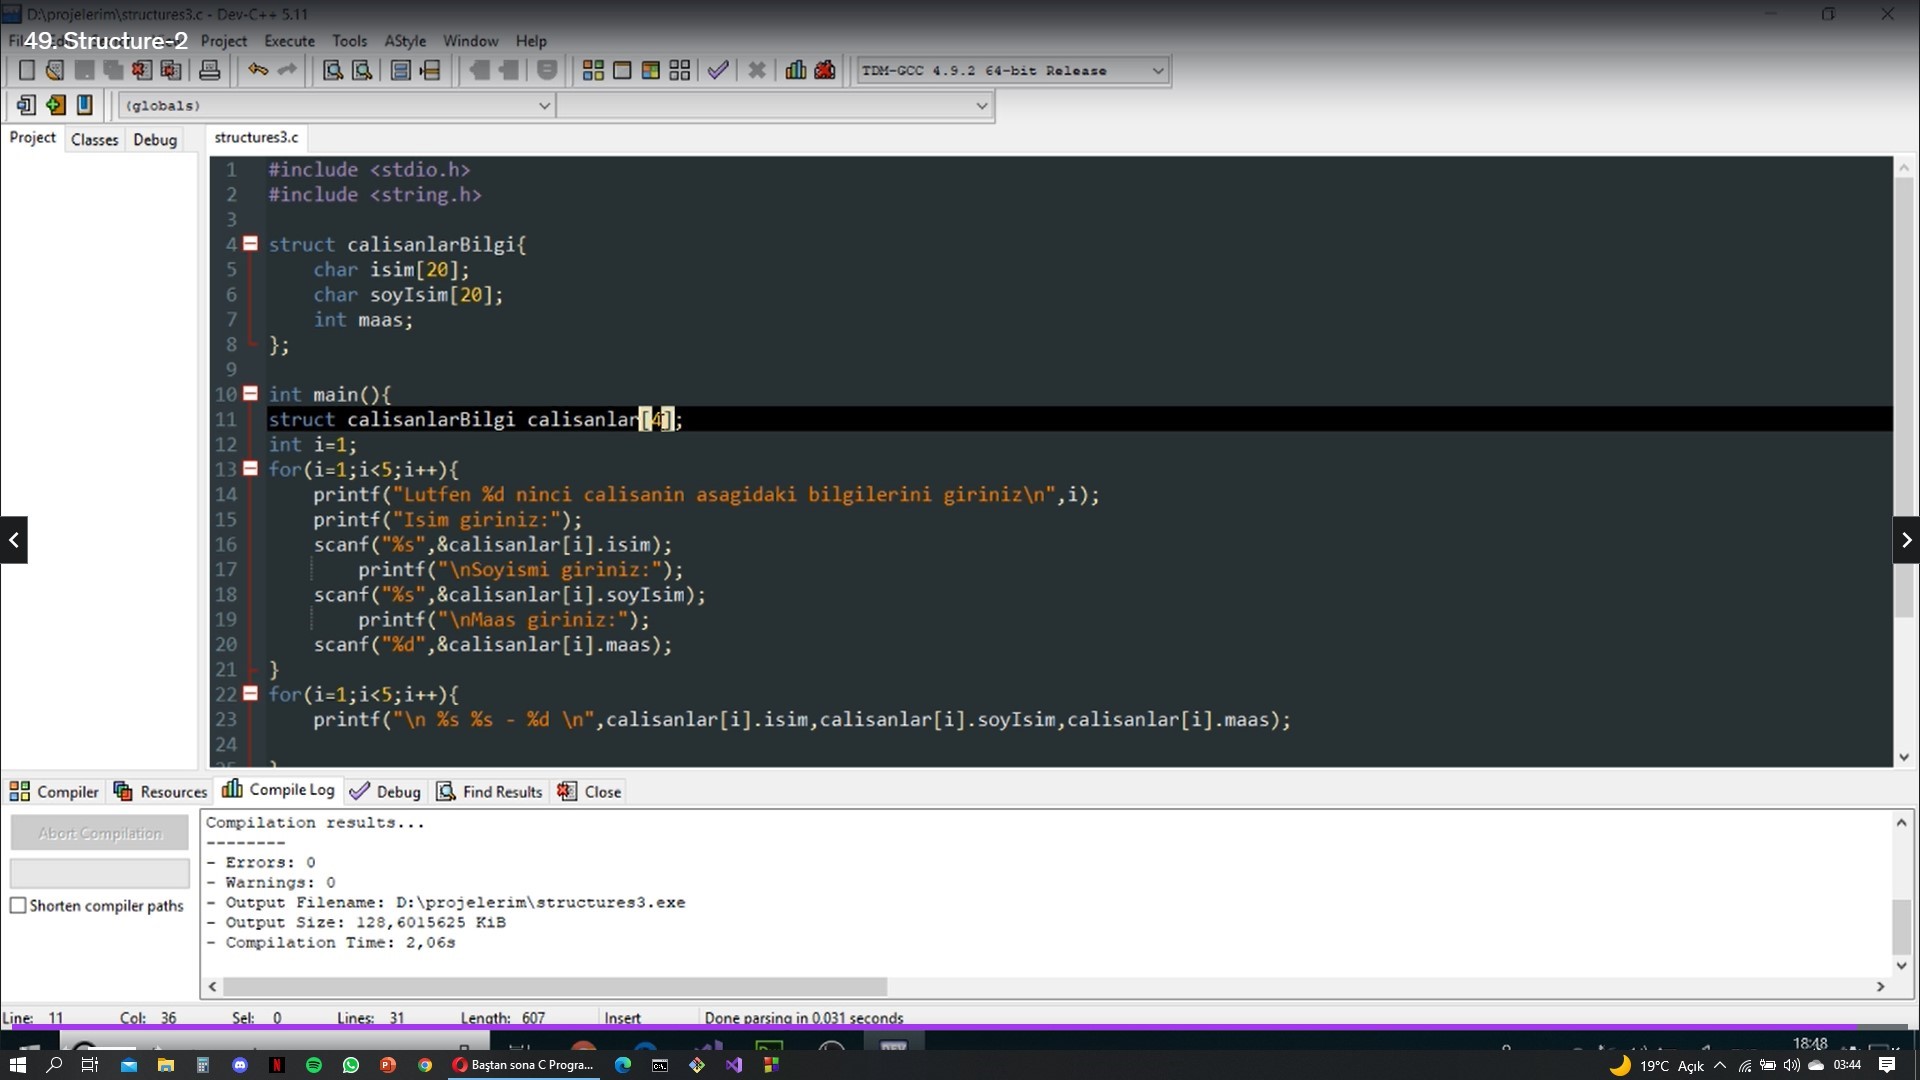 D:\projelerim\structures3.c - Dev-C++ 5.11
49. Structure-2
Project Execute Tools AStyle Window Help
TDM-GCC 4.9.2 64-bit Release
(globals)
Project Classes Debug structures3.c
1 #include <stdio.h>
2 #include <string.h>
3
4 struct calisanlarBilgi{
5 char isim[20];
6 char soyIsim[20];
7 int maas;
8 };
9
10 int main(){
11 struct calisanlarBilgi calisanlar[4];
12 int i=1;
13 for(i=1;i<5;i++){
14 printf("Lutfen %d ninci calisanin asagidaki bilgilerini giriniz\n",i);
15 printf("Isim giriniz:");
16 scanf("%s",&calisanlar[i].isim);
17 printf("\nSoyismi giriniz:");
18 scanf("%s",&calisanlar[i].soyIsim);
19 printf("\nMaas giriniz:");
20 scanf("%d",&calisanlar[i].maas);
21 }
22 for(i=1;i<5;i++){
23 printf("\n %s %s - %d \n",calisanlar[i].isim,calisanlar[i].soyIsim,calisanlar[i].maas);
24
Compiler Resources Compile Log Debug Find Results Close
Abort Compilation
Shorten compiler paths
Compilation results...
--------
- Errors: 0
- Warnings: 0
- Output Filename: D:\projelerim\structures3.exe
- Output Size: 128,6015625 KiB
- Compilation Time: 2,06s
Line: 11 Col: 36 Sel: 0 Lines: 31 Length: 607 Insert Done parsing in 0.031 seconds
18:48
Baştan sona C Progra...
19°C Açık 03:44